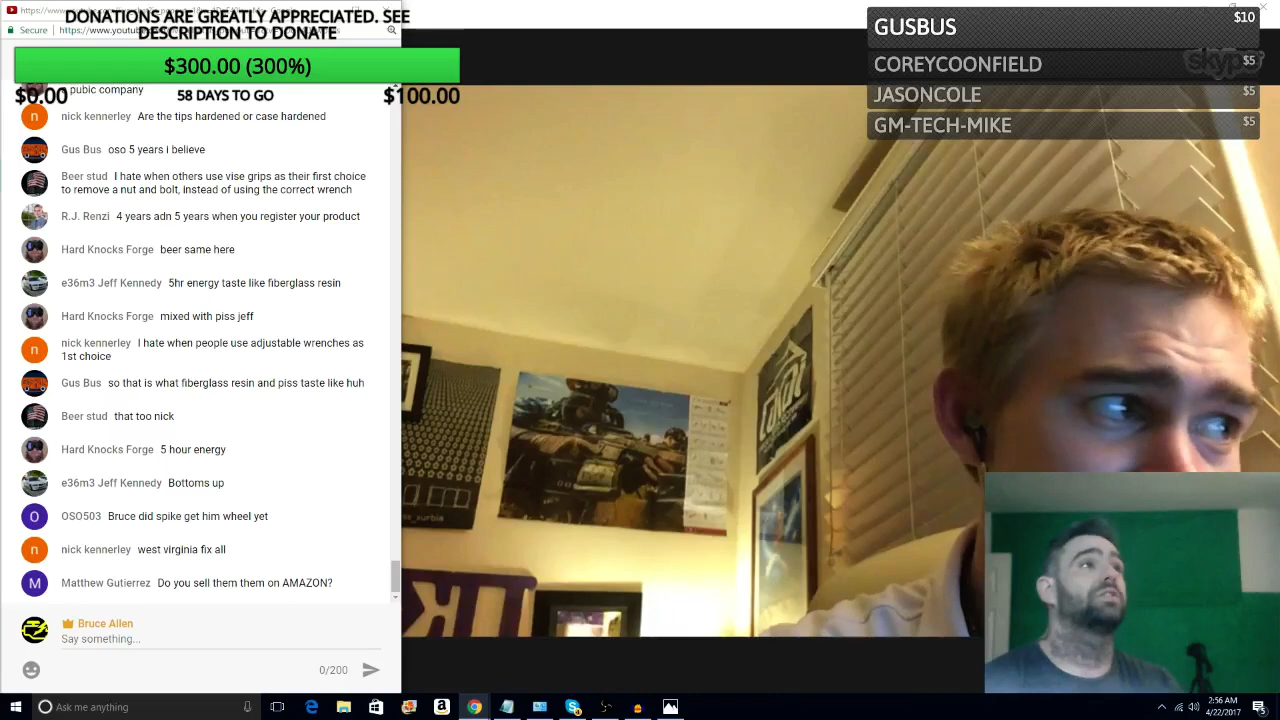 DONATIONS ARE GREATLY APPRECIATED. SEE
DESCRIPTION TO DONATE
Secure
https://www.youtube
$300.00 (300%)
$0.00
58 DAYS TO GO
$100.00
pubic company
nick kennerley Are the tips hardened or case hardened
Gus Bus oso 5 years i believe
Beer stud I hate when others use vise grips as their first choice
to remove a nut and bolt, instead of using the correct wrench
R.J. Renzi 4 years adn 5 years when you register your product
Hard Knocks Forge beer same here
e36m3 Jeff Kennedy 5hr energy taste like fiberglass resin
Hard Knocks Forge mixed with piss jeff
nick kennerley I hate when people use adjustable wrenches as
1st choice
Gus Bus so that is what fiberglass resin and piss taste like huh
Beer stud that too nick
Hard Knocks Forge 5 hour energy
e36m3 Jeff Kennedy Bottoms up
OSO503 Bruce did spike get him wheel yet
nick kennerley west virginia fix all
Matthew Gutierrez Do you sell them them on AMAZON?
Bruce Allen
Say something...
0/200
GUSBUS $10
COREYCOONFIELD $5
JASONCOLE $5
GM-TECH-MIKE $5
skype
Ask me anything
2:56 AM
4/22/2017